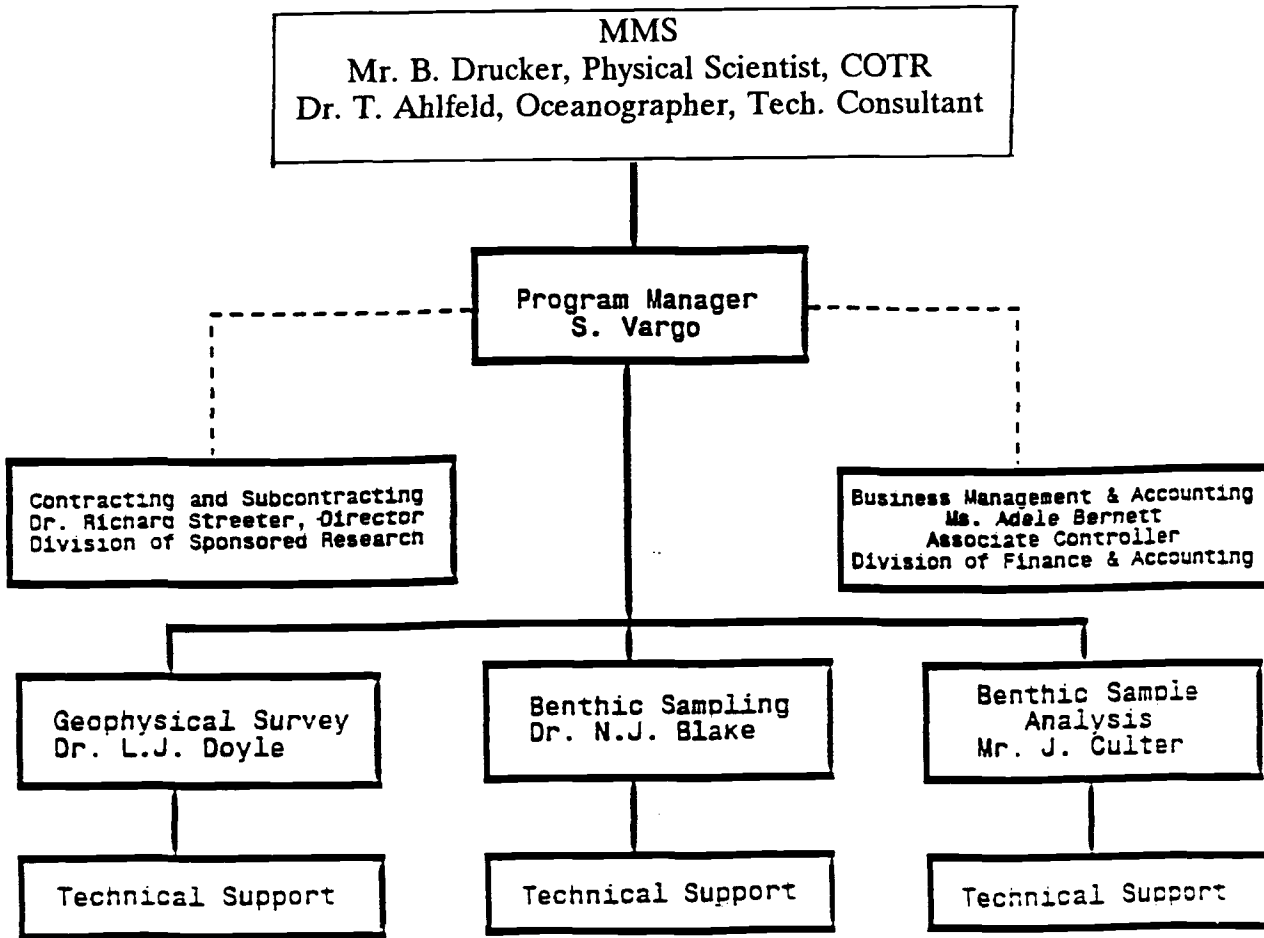 MMS
Mr. B. Drucker, Physical Scientist, COTR
Dr. T. Ahlfeld, Oceanographer, Tech. Consultant
Program Manager
S. Vargo
Contracting and Subcontracting
Dr. Richard Streeter, Director
Division of Sponsored Research
Business Management & Accounting
Ms. Adele Bernett
Associate Controller
Division of Finance & Accounting
Geophysical Survey
Dr. L.J. Doyle
Benthic Sampling
Dr. N.J. Blake
Benthic Sample
Analysis
Mr. J. Culter
Technical Support
Technical Support
Technical Support